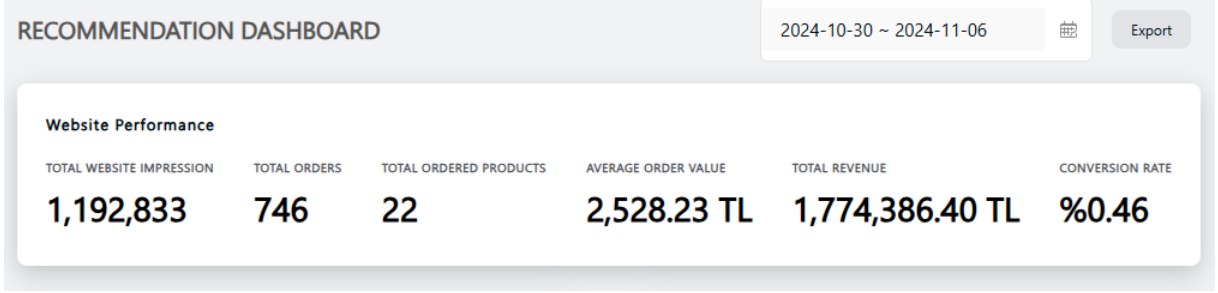 RECOMMENDATION DASHBOARD
2024-10-30 ~ 2024-11-06
Export
Website Performance
TOTAL WEBSITE IMPRESSION TOTAL ORDERS TOTAL ORDERED PRODUCTS AVERAGE ORDER VALUE TOTAL REVENUE CONVERSION RATE
1,192,833 746 22 2,528.23 TL 1,774,386.40 TL %0.46